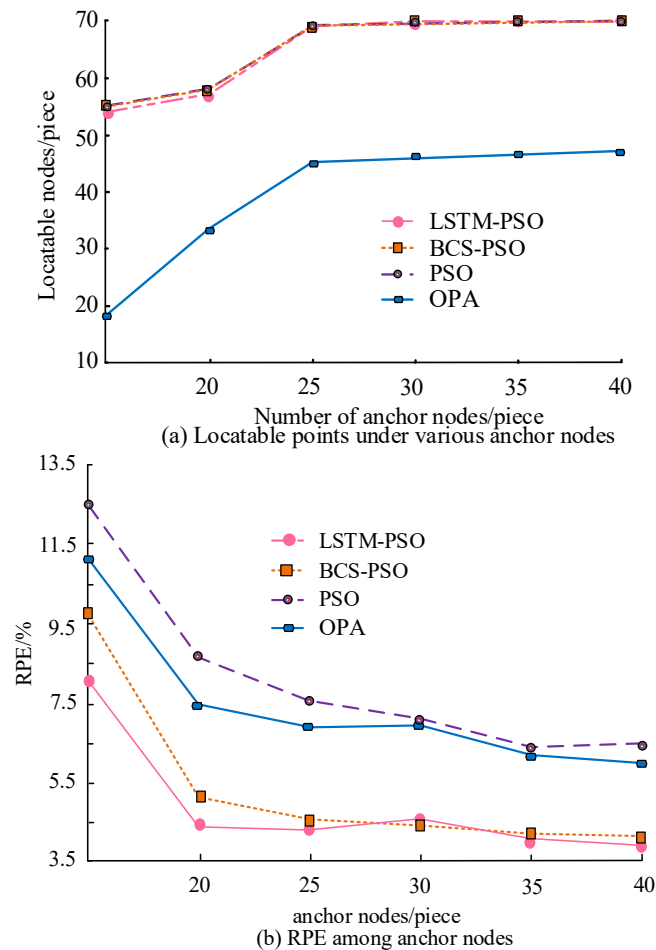 70
60
50
40
30
20
10
Locatable nodes/piece
LSTM-PSO
BCS-PSO
PSO
OPA
20 25 30 35 40
Number of anchor nodes/piece
(a) Locatable points under various anchor nodes
13.5
11.5
9.5
7.5
5.5
3.5
RPE/%
LSTM-PSO
BCS-PSO
PSO
OPA
20 25 30 35 40
anchor nodes/piece
(b) RPE among anchor nodes